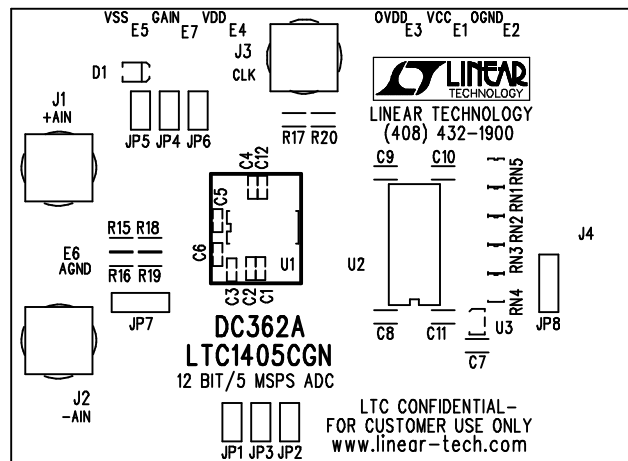 VSS GAIN VDD OVDD VCC OGND
E5 E7 E4 E3 E1 E2
J3
CLK
D1
LINEAR
TECHNOLOGY
J1
+AIN
LINEAR TECHNOLOGY
(408) 432-1900
JP5 JP4 JP6
R17 R20
C4 C12
C9 C10
RN5
RN1
RN2
RN3
RN4
C5
C6
R15 R18
E6
AGND
R16 R19
U1
U2
J4
C3 C2 C1
JP7
C8 C11
U3
JP8
C7
DC362A
LTC1405CGN
12 BIT/5 MSPS ADC
J2
-AIN
JP1 JP3 JP2
LTC CONFIDENTIAL-
FOR CUSTOMER USE ONLY
www.linear-tech.com